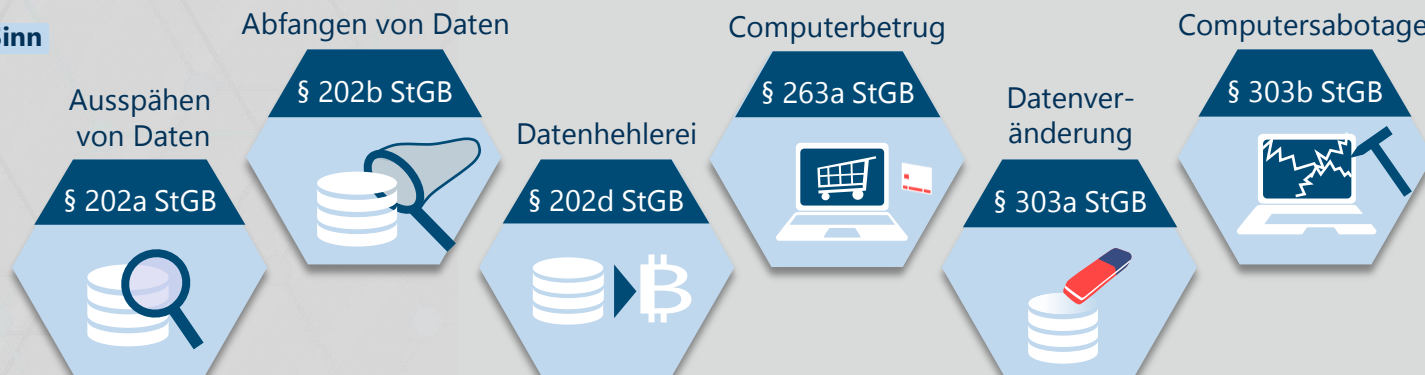 Sinn
Ausspähen
von Daten
§ 202a StGB
Abfangen von Daten
§ 202b StGB
Datenhehlerei
§ 202d StGB
Computerbetrug
§ 263a StGB
Datenver-
änderung
§ 303a StGB
Computersabotage
§ 303b StGB